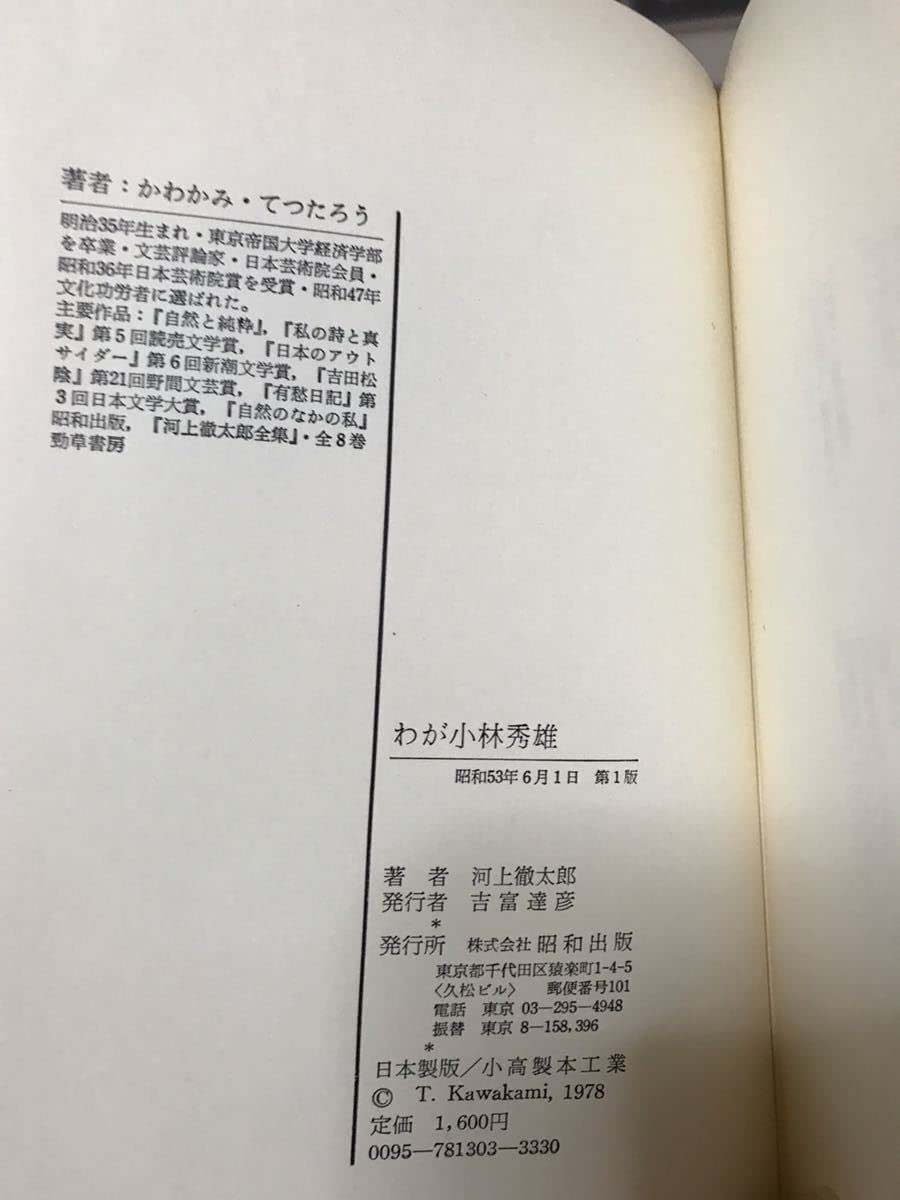 著者：かわかみ・てつたろう
明治35年生まれ・東京帝国大学経済学部
を卒業・文芸評論家・日本芸術院会員・
昭和36年日本芸術院賞を受賞・昭和47年
文化功労者に選ばれた。
主要作品：『自然と純粋』，『私の詩と真
実』第5回読売文学賞，『日本のアウト
サイダー』第6回新潮文学賞，『吉田松
陰』第21回野間文芸賞，『有愁日記』第
3回日本文学大賞，『自然のなかの私』
昭和出版，『河上徹太郎全集』・全8巻
勁草書房
わが小林秀雄
昭和53年6月1日 第1版
著 者 河上徹太郎
発行者 吉富達彦
*
発行所 株式会社 昭和出版
東京都千代田区猿楽町1-4-5
〈久松ビル〉 郵便番号101
電話 東京 03—295—4948
振替 東京 8—158,396
*
日本製版／小高製本工業
© T. Kawakami, 1978
定価 1,600円
0095—781303—3330